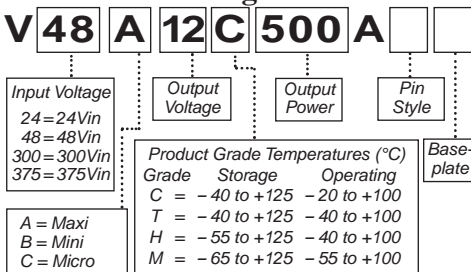 V 48 A 12 C 500 A
Input Voltage
24 = 24Vin
48 = 48Vin
300 = 300Vin
375 = 375Vin
Output
Voltage
Output
Power
Pin
Style
Base-
plate
Product Grade Temperatures (°C)
Grade Storage Operating
C = – 40 to +125 – 20 to +100
T = – 40 to +125 – 40 to +100
H = – 55 to +125 – 40 to +100
M = – 65 to +125 – 55 to +100
A = Maxi
B = Mini
C = Micro